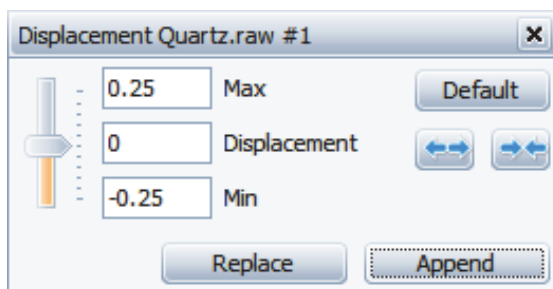 Displacement Quartz.raw #1
0.25 Max Default
0 Displacement
-0.25 Min
Replace Append